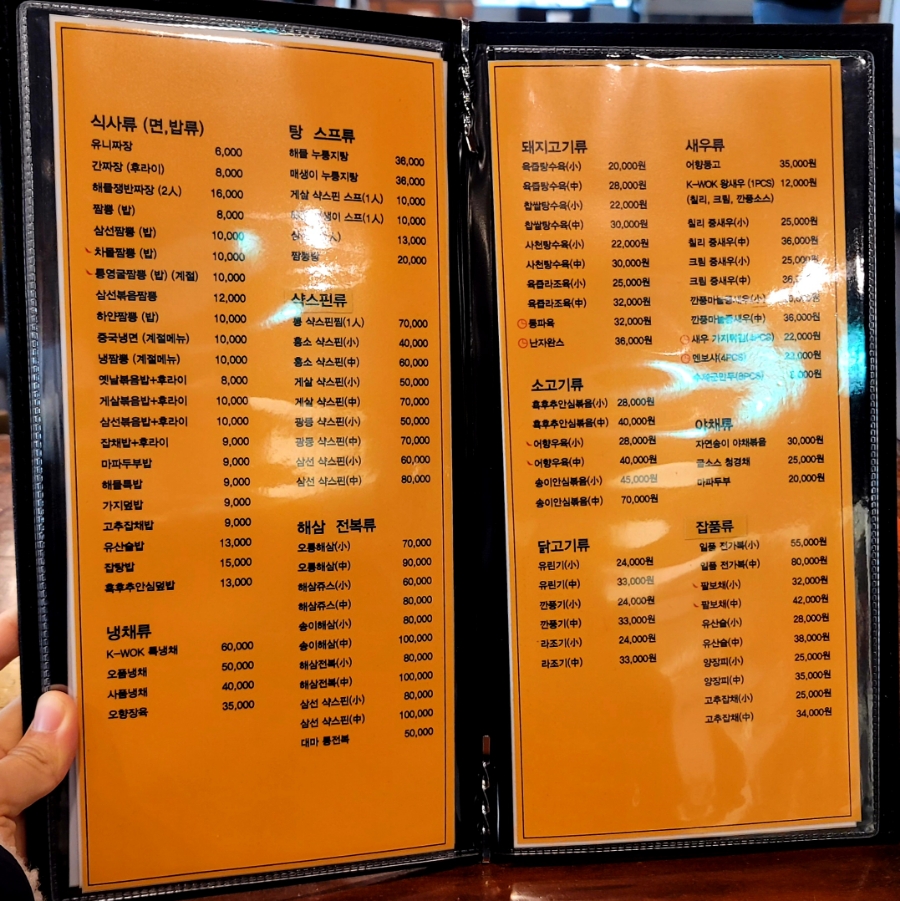 식사류 (면,밥류)
유니짜장 6,000
간짜장 (후라이) 8,000
해물쟁반짜장 (2人) 16,000
짬뽕 (밥) 8,000
삼선짬뽕 (밥) 10,000
차돌짬뽕 (밥) 10,000
통영굴짬뽕 (밥) (계절) 10,000
삼선볶음짬뽕 12,000
하얀짬뽕 (밥) 10,000
중국냉면 (계절메뉴) 10,000
냉짬뽕 (계절메뉴) 10,000
옛날볶음밥+후라이 8,000
게살볶음밥+후라이 10,000
삼선볶음밥+후라이 10,000
잡채밥+후라이 9,000
마파두부밥 9,000
해물특밥 9,000
가지덮밥 9,000
고추잡채밥 9,000
유산슬밥 13,000
잡탕밥 15,000
흑후추안심덮밥 13,000
냉채류
K-WOK 특냉채 60,000
오품냉채 50,000
사품냉채 40,000
오향장육 35,000
탕 스프류
해물 누룽지탕 36,000
매생이 누룽지탕 36,000
게살 샥스핀 스프(1人) 10,000
스프(1人) 10,000
13,000
짬뽕탕 20,000
샥스핀류
통 샥스핀찜(1人) 70,000
홍소 샥스핀(小) 40,000
홍소 샥스핀(中) 60,000
게살 샥스핀(小) 50,000
게살 샥스핀(中) 70,000
광동 샥스핀(小) 50,000
광동 샥스핀(中) 70,000
삼선 샥스핀(小) 60,000
삼선 샥스핀(中) 80,000
해삼 전복류
오룡해삼(小) 70,000
오룡해삼(中) 90,000
해삼쥬스(小) 60,000
해삼쥬스(中) 80,000
송이해삼(小) 80,000
송이해삼(中) 100,000
해삼전복(小) 80,000
해삼전복(中) 100,000
삼선 샥스핀(小) 80,000
삼선 샥스핀(中) 100,000
대마 통전복 50,000
돼지고기류
육즙탕수육(小) 20,000원
육즙탕수육(中) 28,000원
찹쌀탕수육(小) 22,000원
찹쌀탕수육(中) 30,000원
사천탕수육(小) 22,000원
사천탕수육(中) 30,000원
육즙라조육(小) 25,000원
육즙라조육(中) 32,000원
동파육 32,000원
난자완스 36,000원
소고기류
흑후추안심볶음(小) 28,000원
흑후추안심볶음(中) 40,000원
어향우육(小) 28,000원
어향우육(中) 40,000원
송이안심볶음(小) 45,000원
송이안심볶음(中) 70,000원
닭고기류
유린기(小) 24,000원
유린기(中) 33,000원
깐풍기(小) 24,000원
깐풍기(中) 33,000원
라조기(小) 24,000원
라조기(中) 33,000원
새우류
어향동고 35,000원
K-WOK 왕새우 (1PCS) 12,000원
(칠리, 크림, 깐풍소스)
칠리 중새우(小) 25,000원
칠리 중새우(中) 36,000원
크림 중새우(小) 25,000원
크림 중새우(中)
깐풍마늘중새우(小)
깐풍마늘중새우(中) 36,000원
새우 가지튀김(4PCS) 22,000원
멘보샤(4PCS) 22,000원
야채류
자연송이 야채볶음 30,000원
굴소스 청경채 25,000원
마파두부 20,000원
잡품류
일품 전가복(小) 55,000원
일품 전가복(中) 80,000원
팔보채(小) 32,000원
팔보채(中) 42,000원
유산슬(小) 28,000원
유산슬(中) 38,000원
양장피(小) 25,000원
양장피(中) 35,000원
고추잡채(小) 25,000원
고추잡채(中) 34,000원